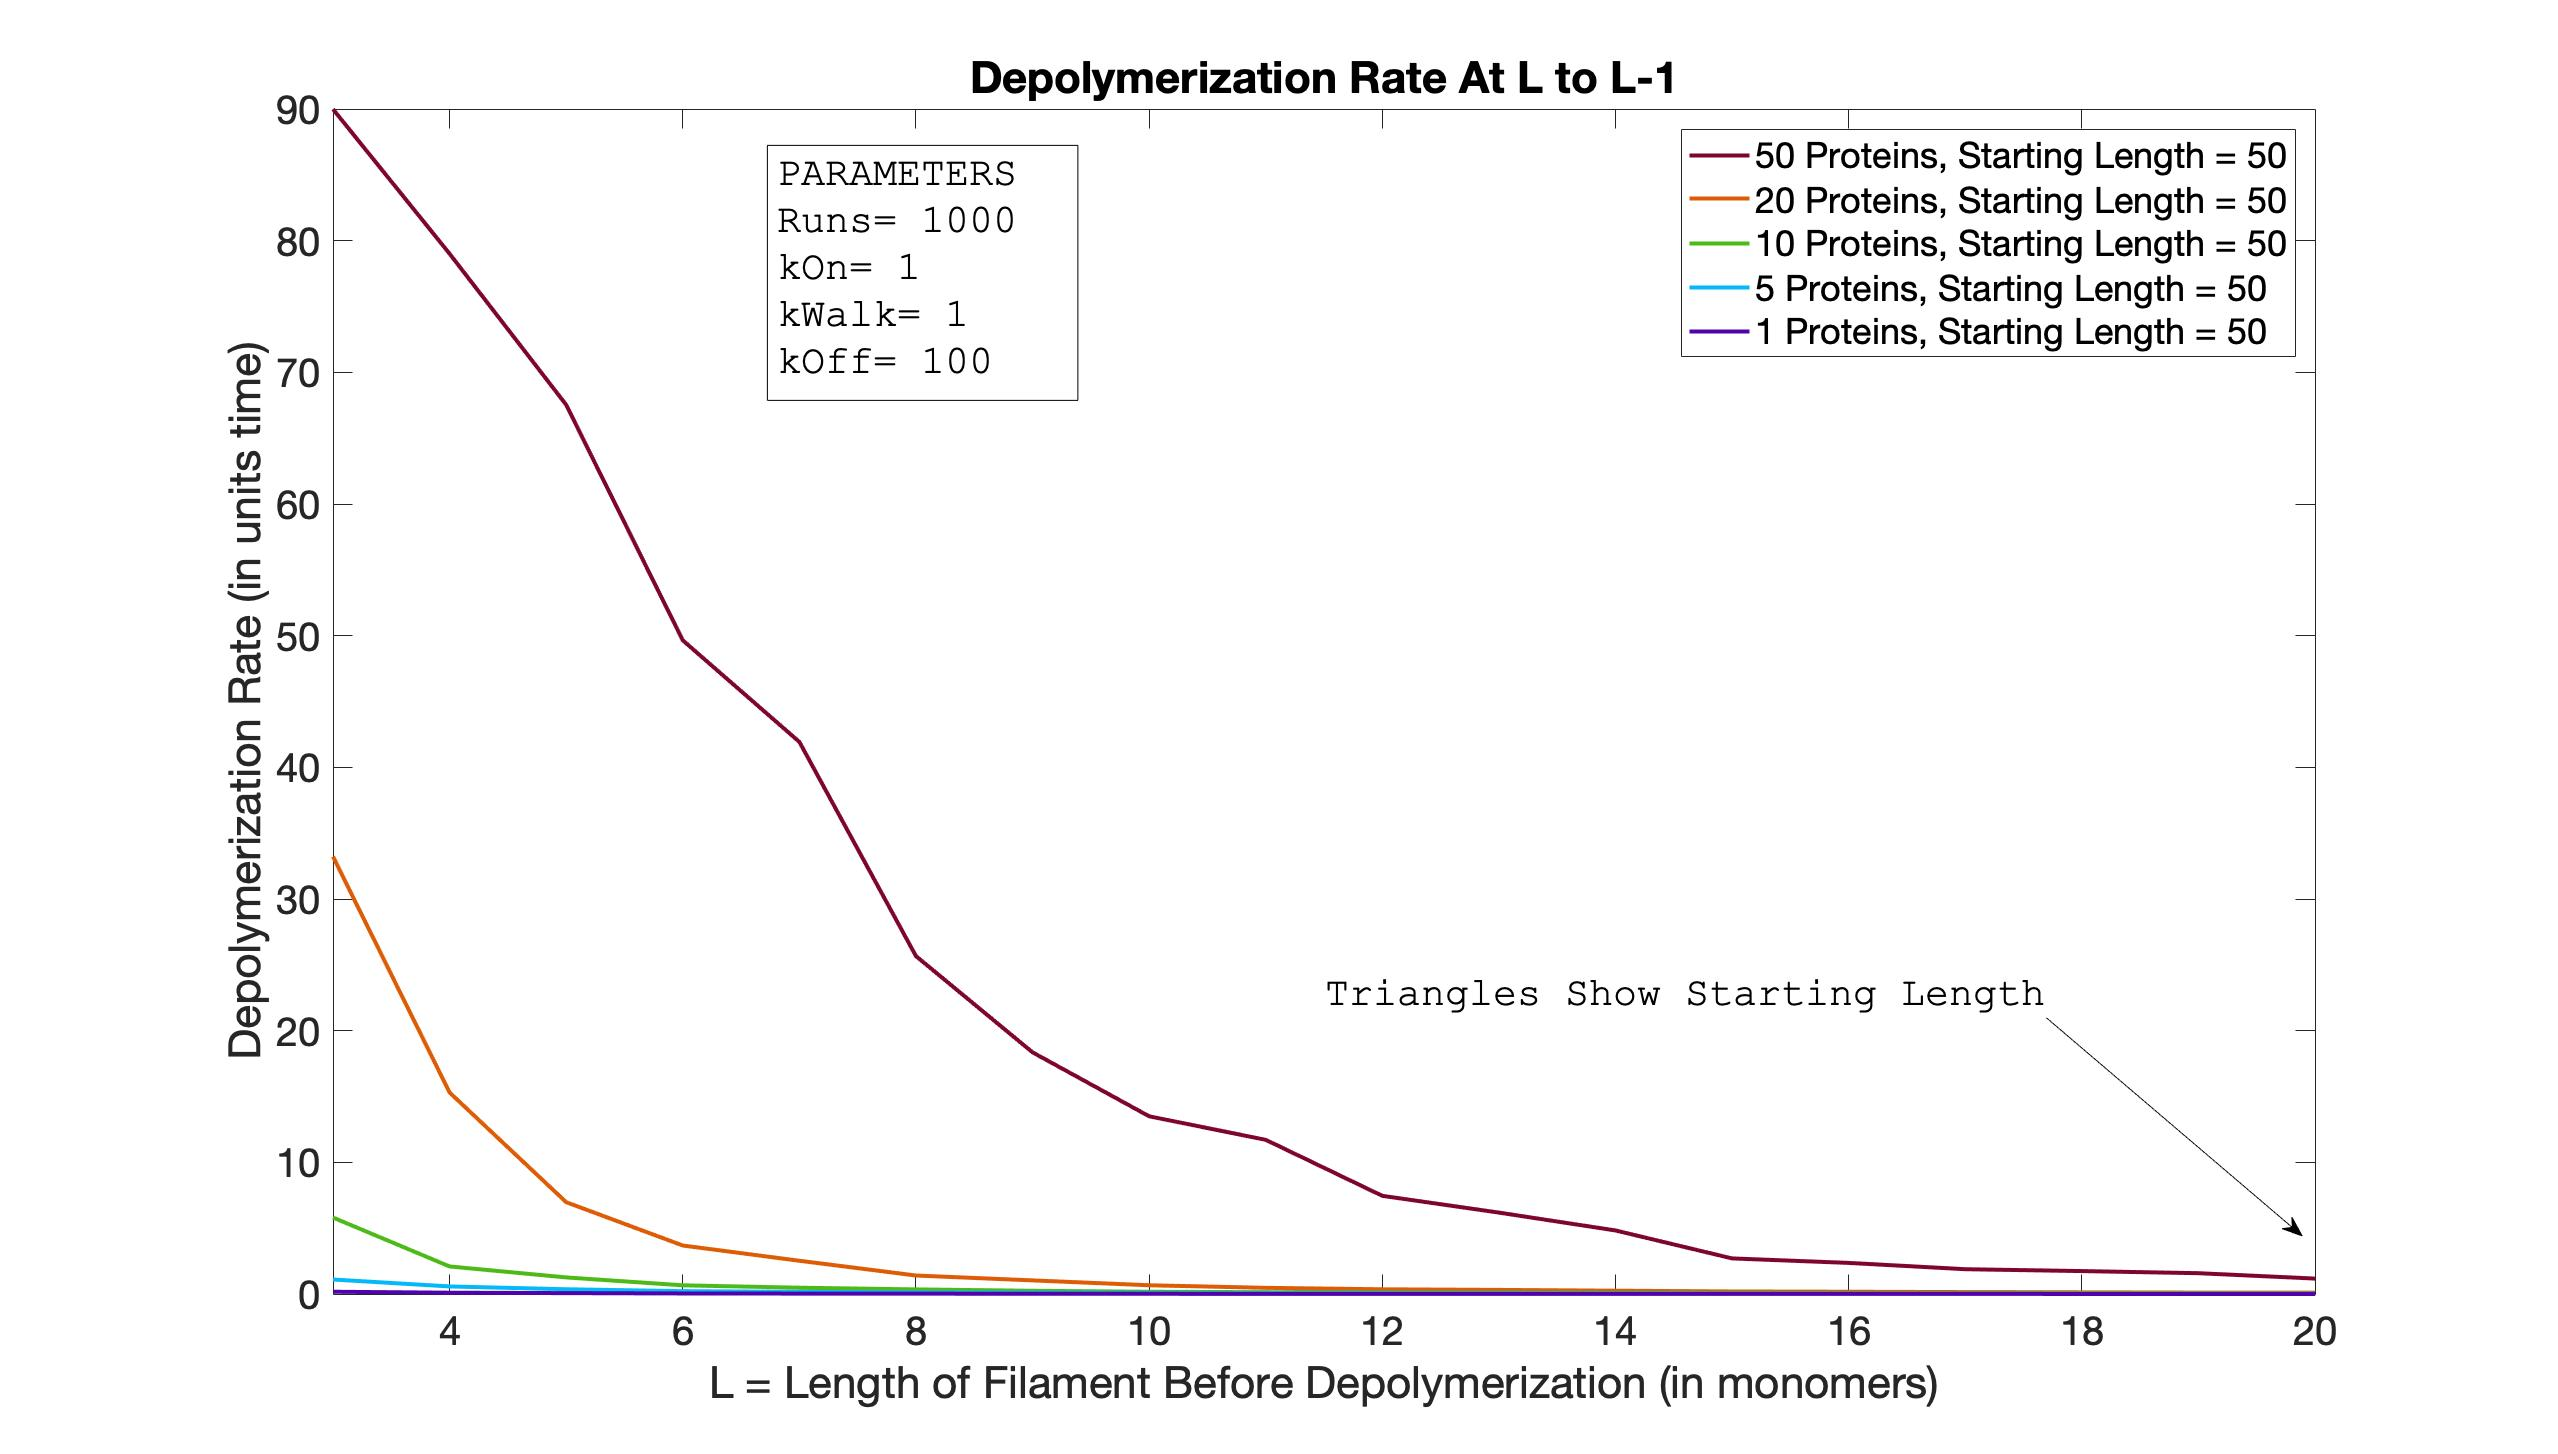 Depolymerization Rate At L to L-1
90
80
70
60
50
40
30
20
10
0
Depolymerization Rate (in units time)
PARAMETERS
Runs= 1000
kOn= 1
kWalk= 1
kOff= 100
50 Proteins, Starting Length = 50
20 Proteins, Starting Length = 50
10 Proteins, Starting Length = 50
5 Proteins, Starting Length = 50
1 Proteins, Starting Length = 50
Triangles Show Starting Length
4 6 8 10 12 14 16 18 20
L = Length of Filament Before Depolymerization (in monomers)